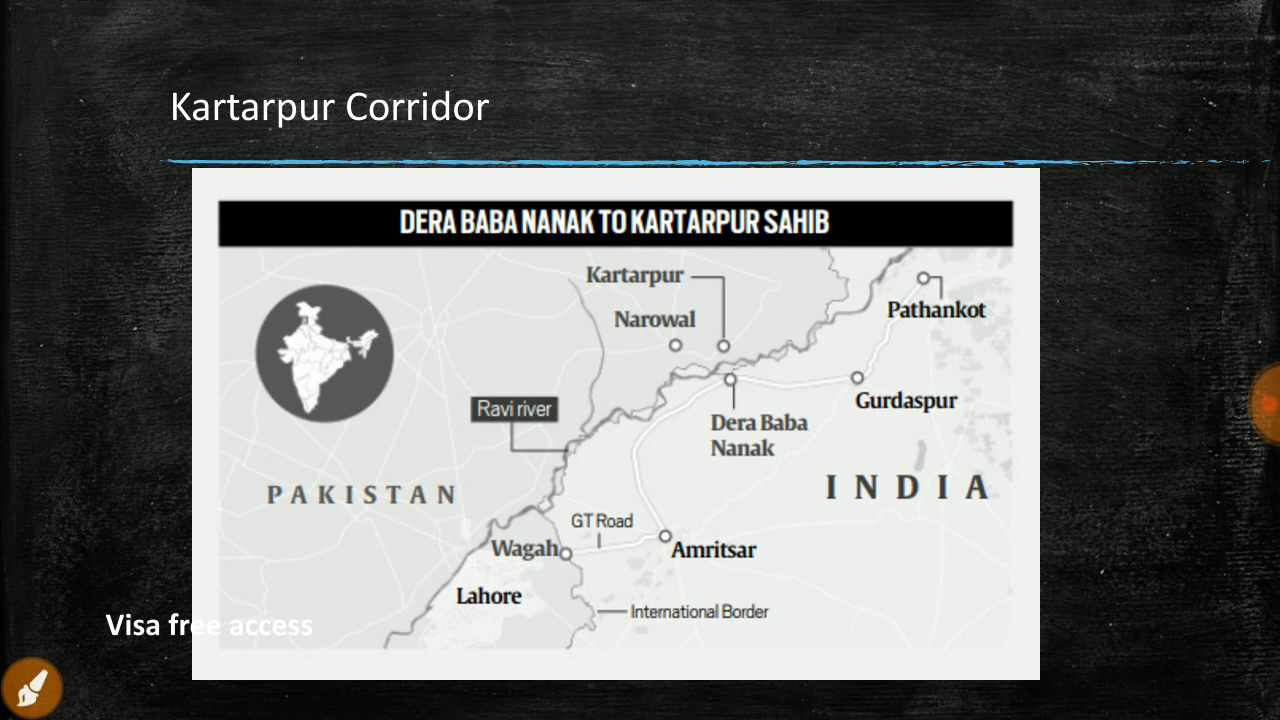 Kartarpur Corridor
DERA BABA NANAK TO KARTARPUR SAHIB
Kartarpur
Narowal
Pathankot
Ravi river
Gurdaspur
Dera Baba
Nanak
PAKISTAN
INDIA
GT Road
Wagah
Amritsar
Lahore
International Border
Visa free access